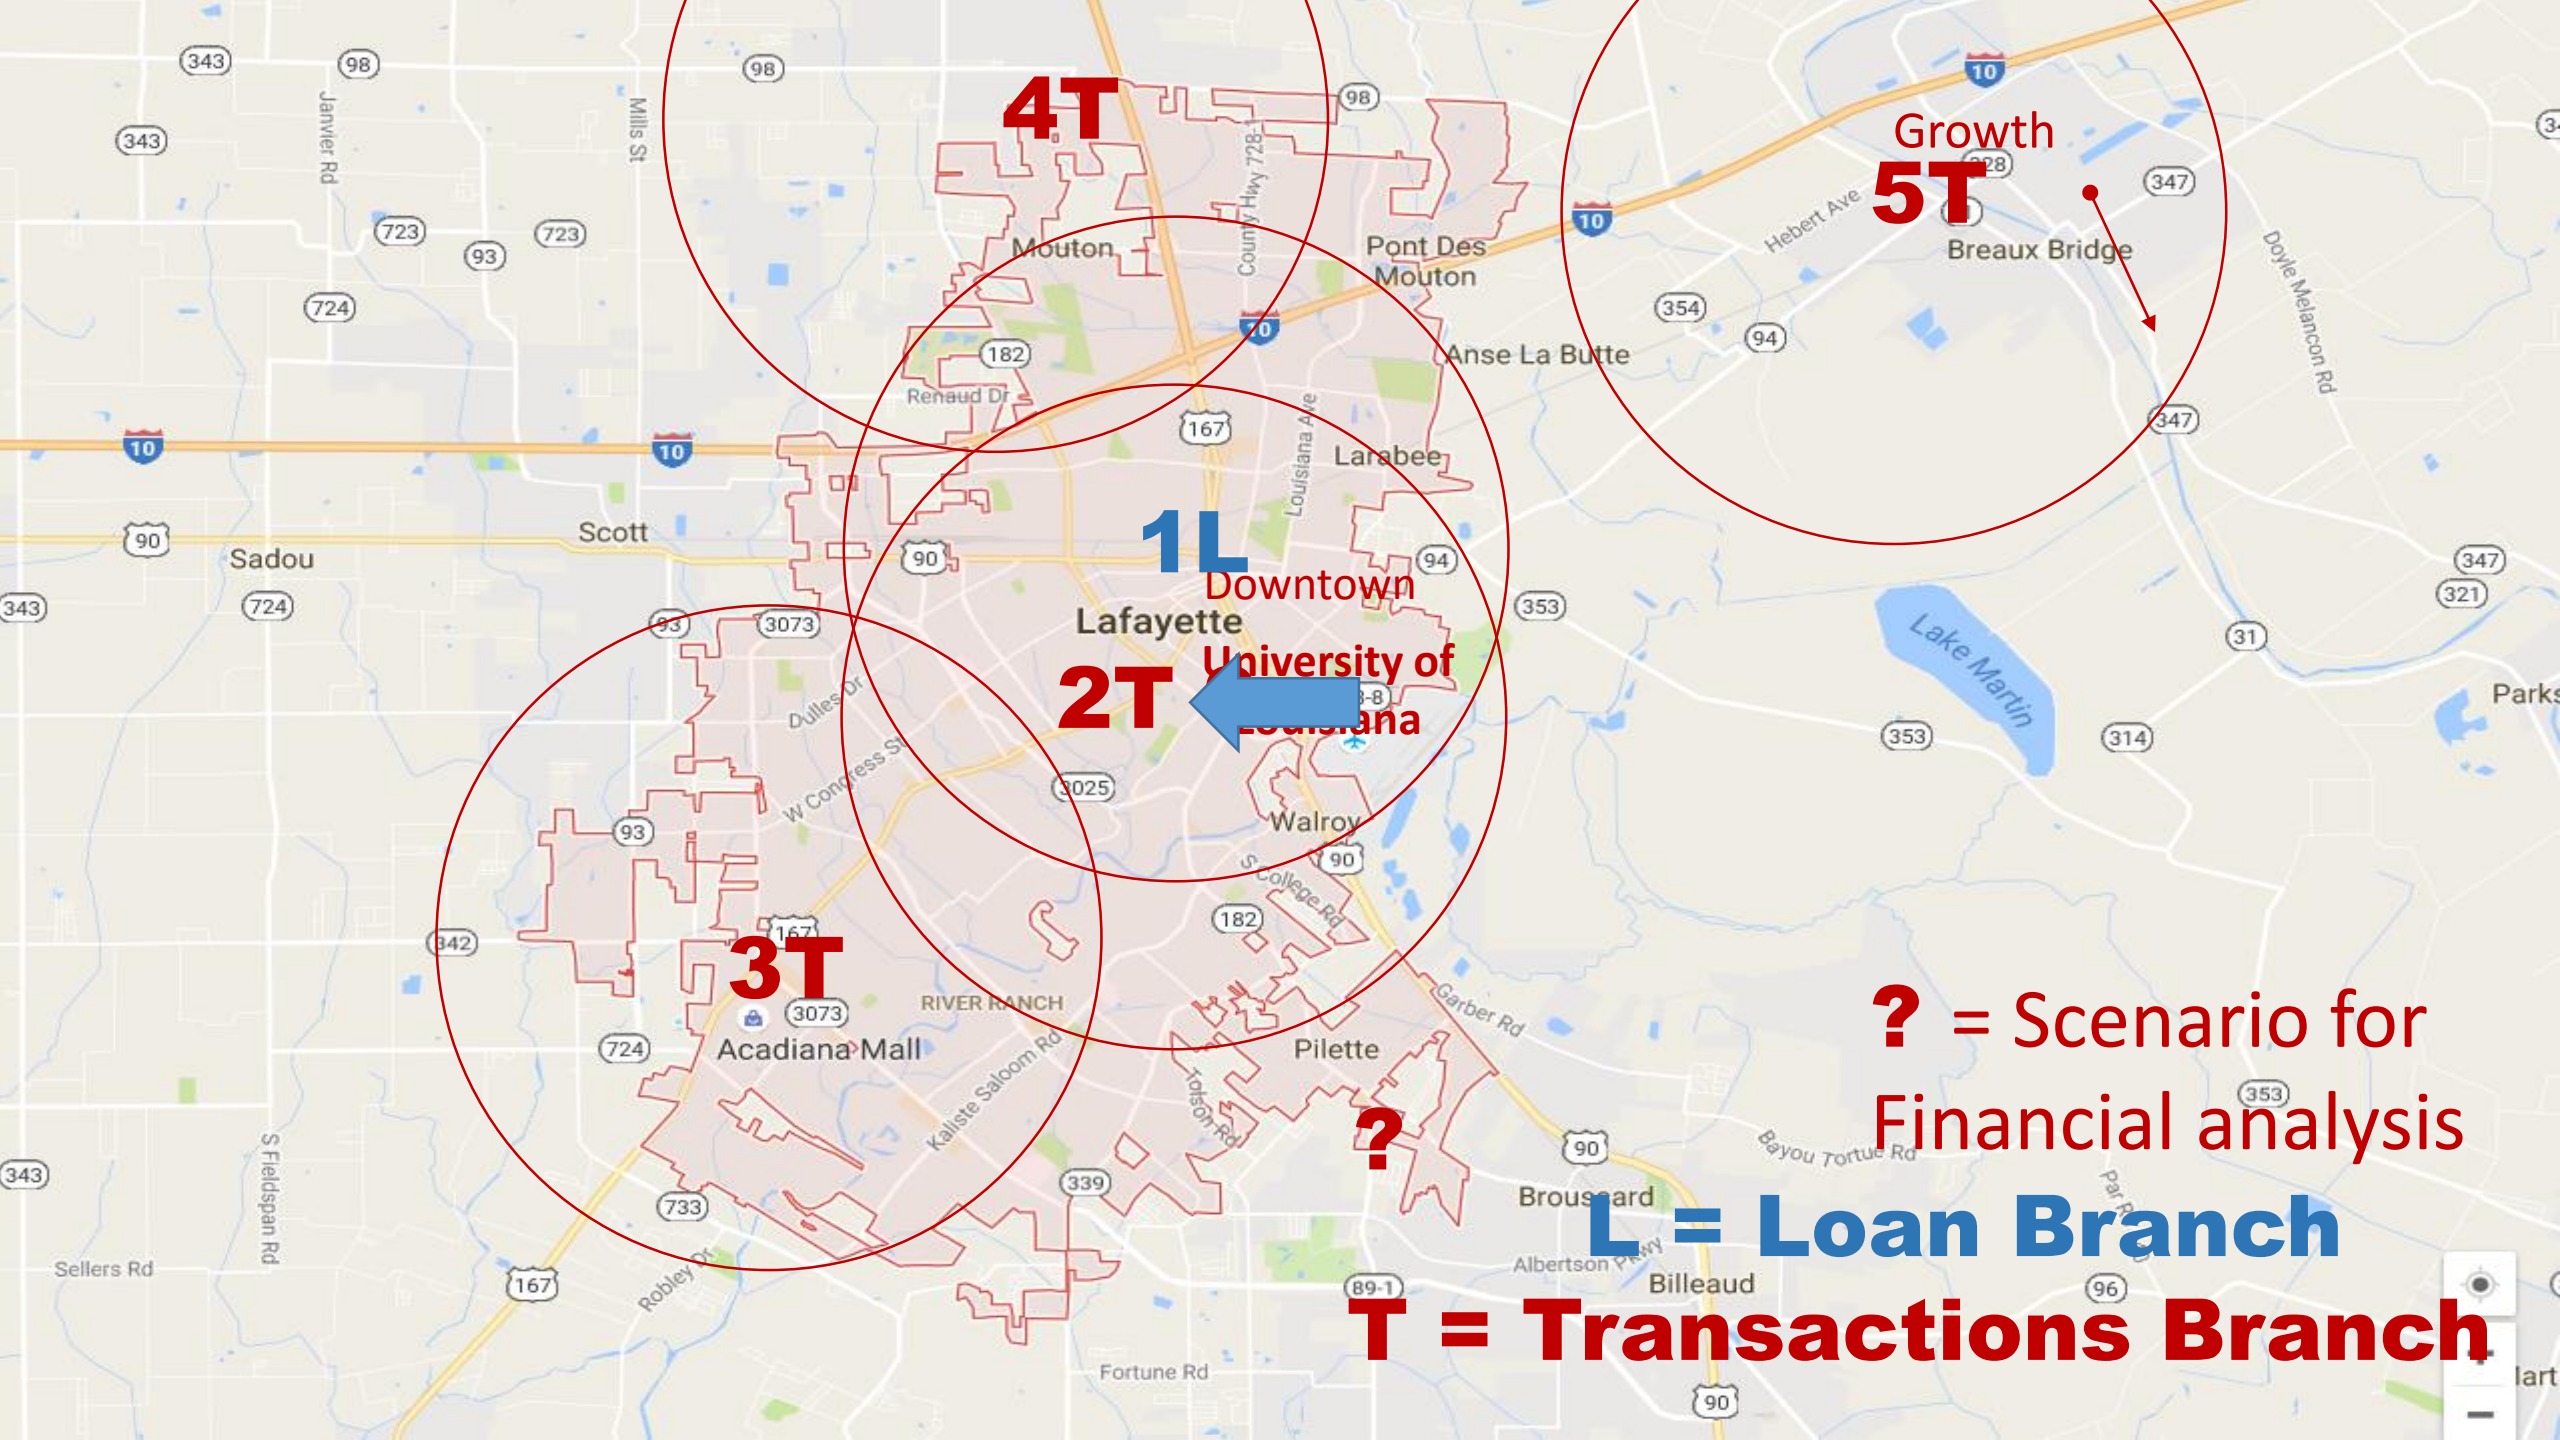 343
98
98
10
4T
98
Growth
34
Janvier Rd
Mills St
343
County Hwy 728-1
5T
347
723
723
93
Mouton
Pont Des
Mouton
10
Hebert Ave
Breaux Bridge
Doyle Melancon Rd
724
354
94
10
182
Anse La Butte
Renaud Dr
347
167
Louisiana Ave
10
10
Larabee
Scott
90
Sadou
90
1L
94
347
Downtown
343
724
93
3073
Lafayette
353
321
31
Lake Martin
University of
Louisiana
2T
Dulles Dr
Parks
353
314
W Congress St
3025
Walroy
93
90
S College Rd
182
342
167
3T
RIVER RANCH
3073
Garber Rd
? = Scenario for
Financial analysis
724
Acadiana Mall
Kaliste Saloom Rd
Pilette
Tolson Rd
353
?
90
Bayou Tortue Rd
343
S Fieldspan Rd
339
733
Broussard
L = Loan Branch
Sellers Rd
Robley Dr
167
Albertson Pkwy
89-1
Billeaud
96
T = Transactions Branch
Fortune Rd
90